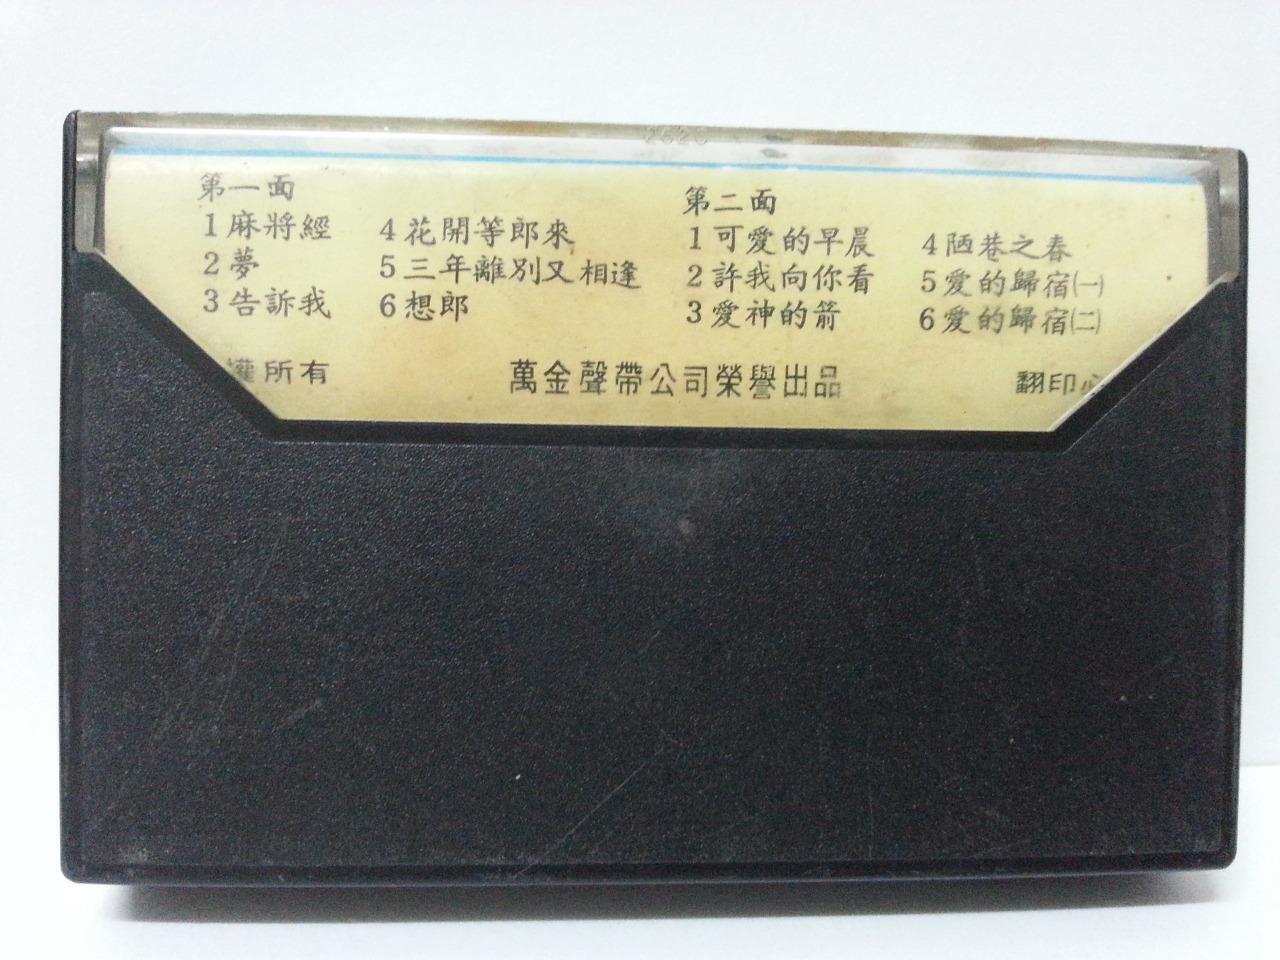 第一面
1麻將經
2夢
3告訴我
4花開等郎來
5三年離別又相逢
6想郎
第二面
1可愛的早晨
2許我向你看
3愛神的箭
4陋巷之春
5愛的歸宿㈠
6愛的歸宿㈡
權所有
萬金聲帶公司榮譽出品
翻印